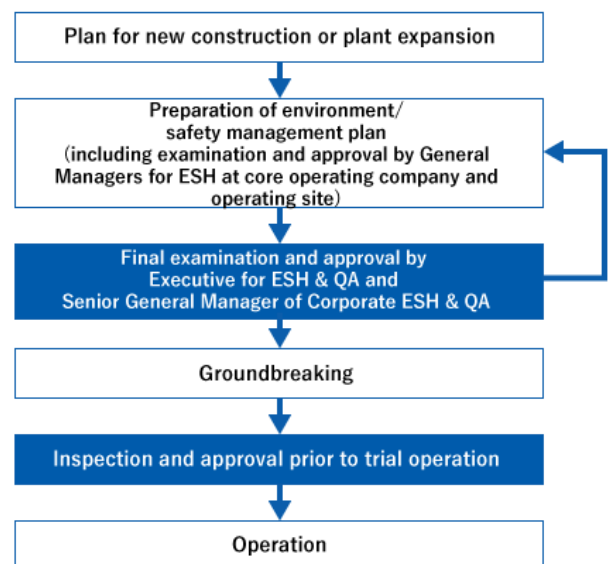 Plan for new construction or plant expansion
Preparation of environment/
safety management plan
(including examination and approval by General
Managers for ESH at core operating company and
operating site)
Final examination and approval by
Executive for ESH & QA and
Senior General Manager of Corporate ESH & QA
Groundbreaking
Inspection and approval prior to trial operation
Operation